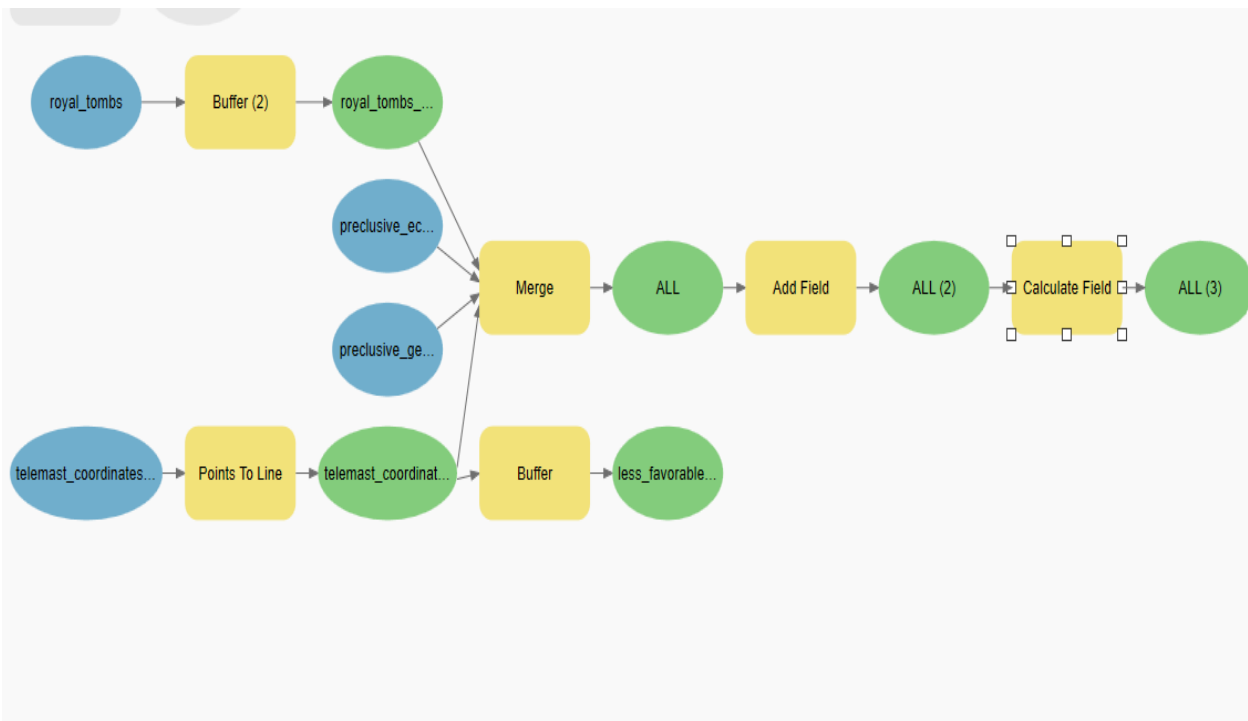 royal_tombs
Buffer (2)
royal_tombs_...
preclusive_ec...
Merge
ALL
Add Field
ALL (2)
Calculate Field
ALL (3)
preclusive_ge...
telemast_coordinates...
Points To Line
telemast_coordinat...
Buffer
less_favorable...